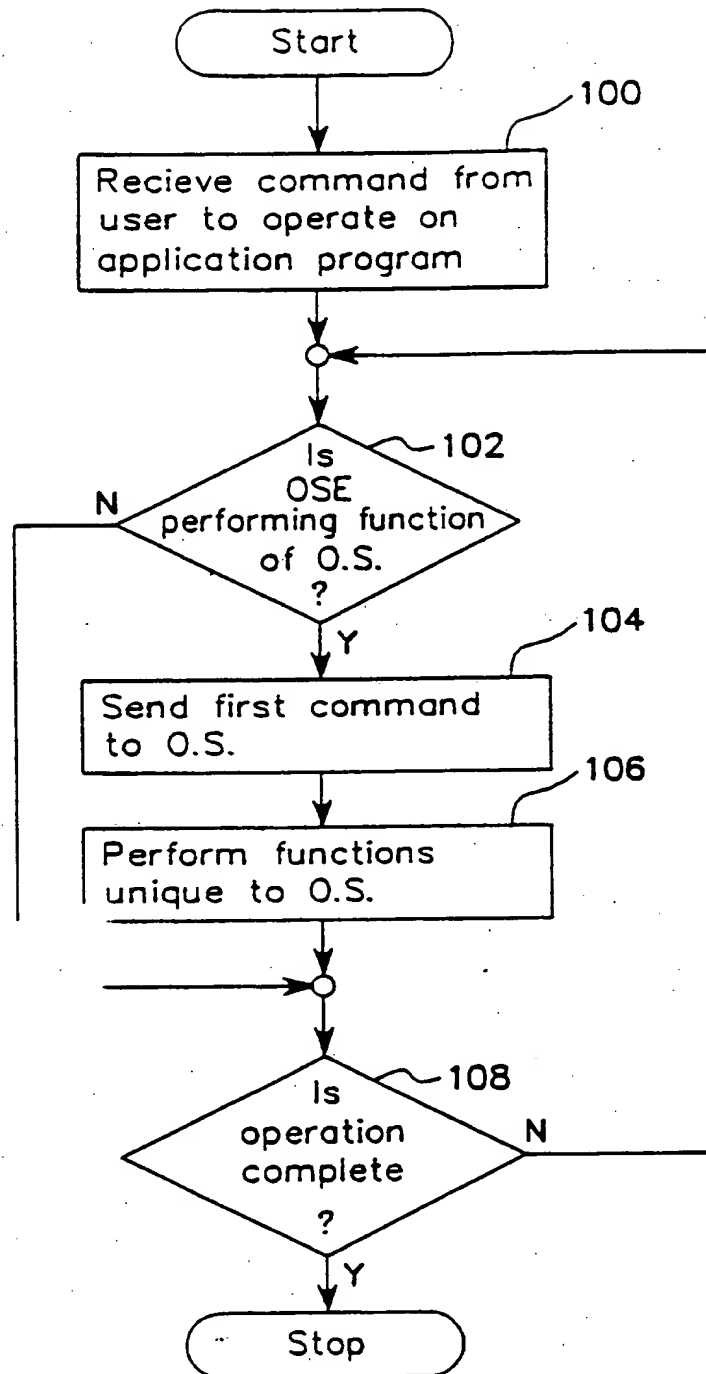 Start
100
Recieve command from
user to operate on
application program
102
Is
OSE
performing function
of O.S.
?
N
Y
104
Send first command
to O.S.
106
Perform functions
unique to O.S.
108
Is
operation
complete
?
N
Y
Stop